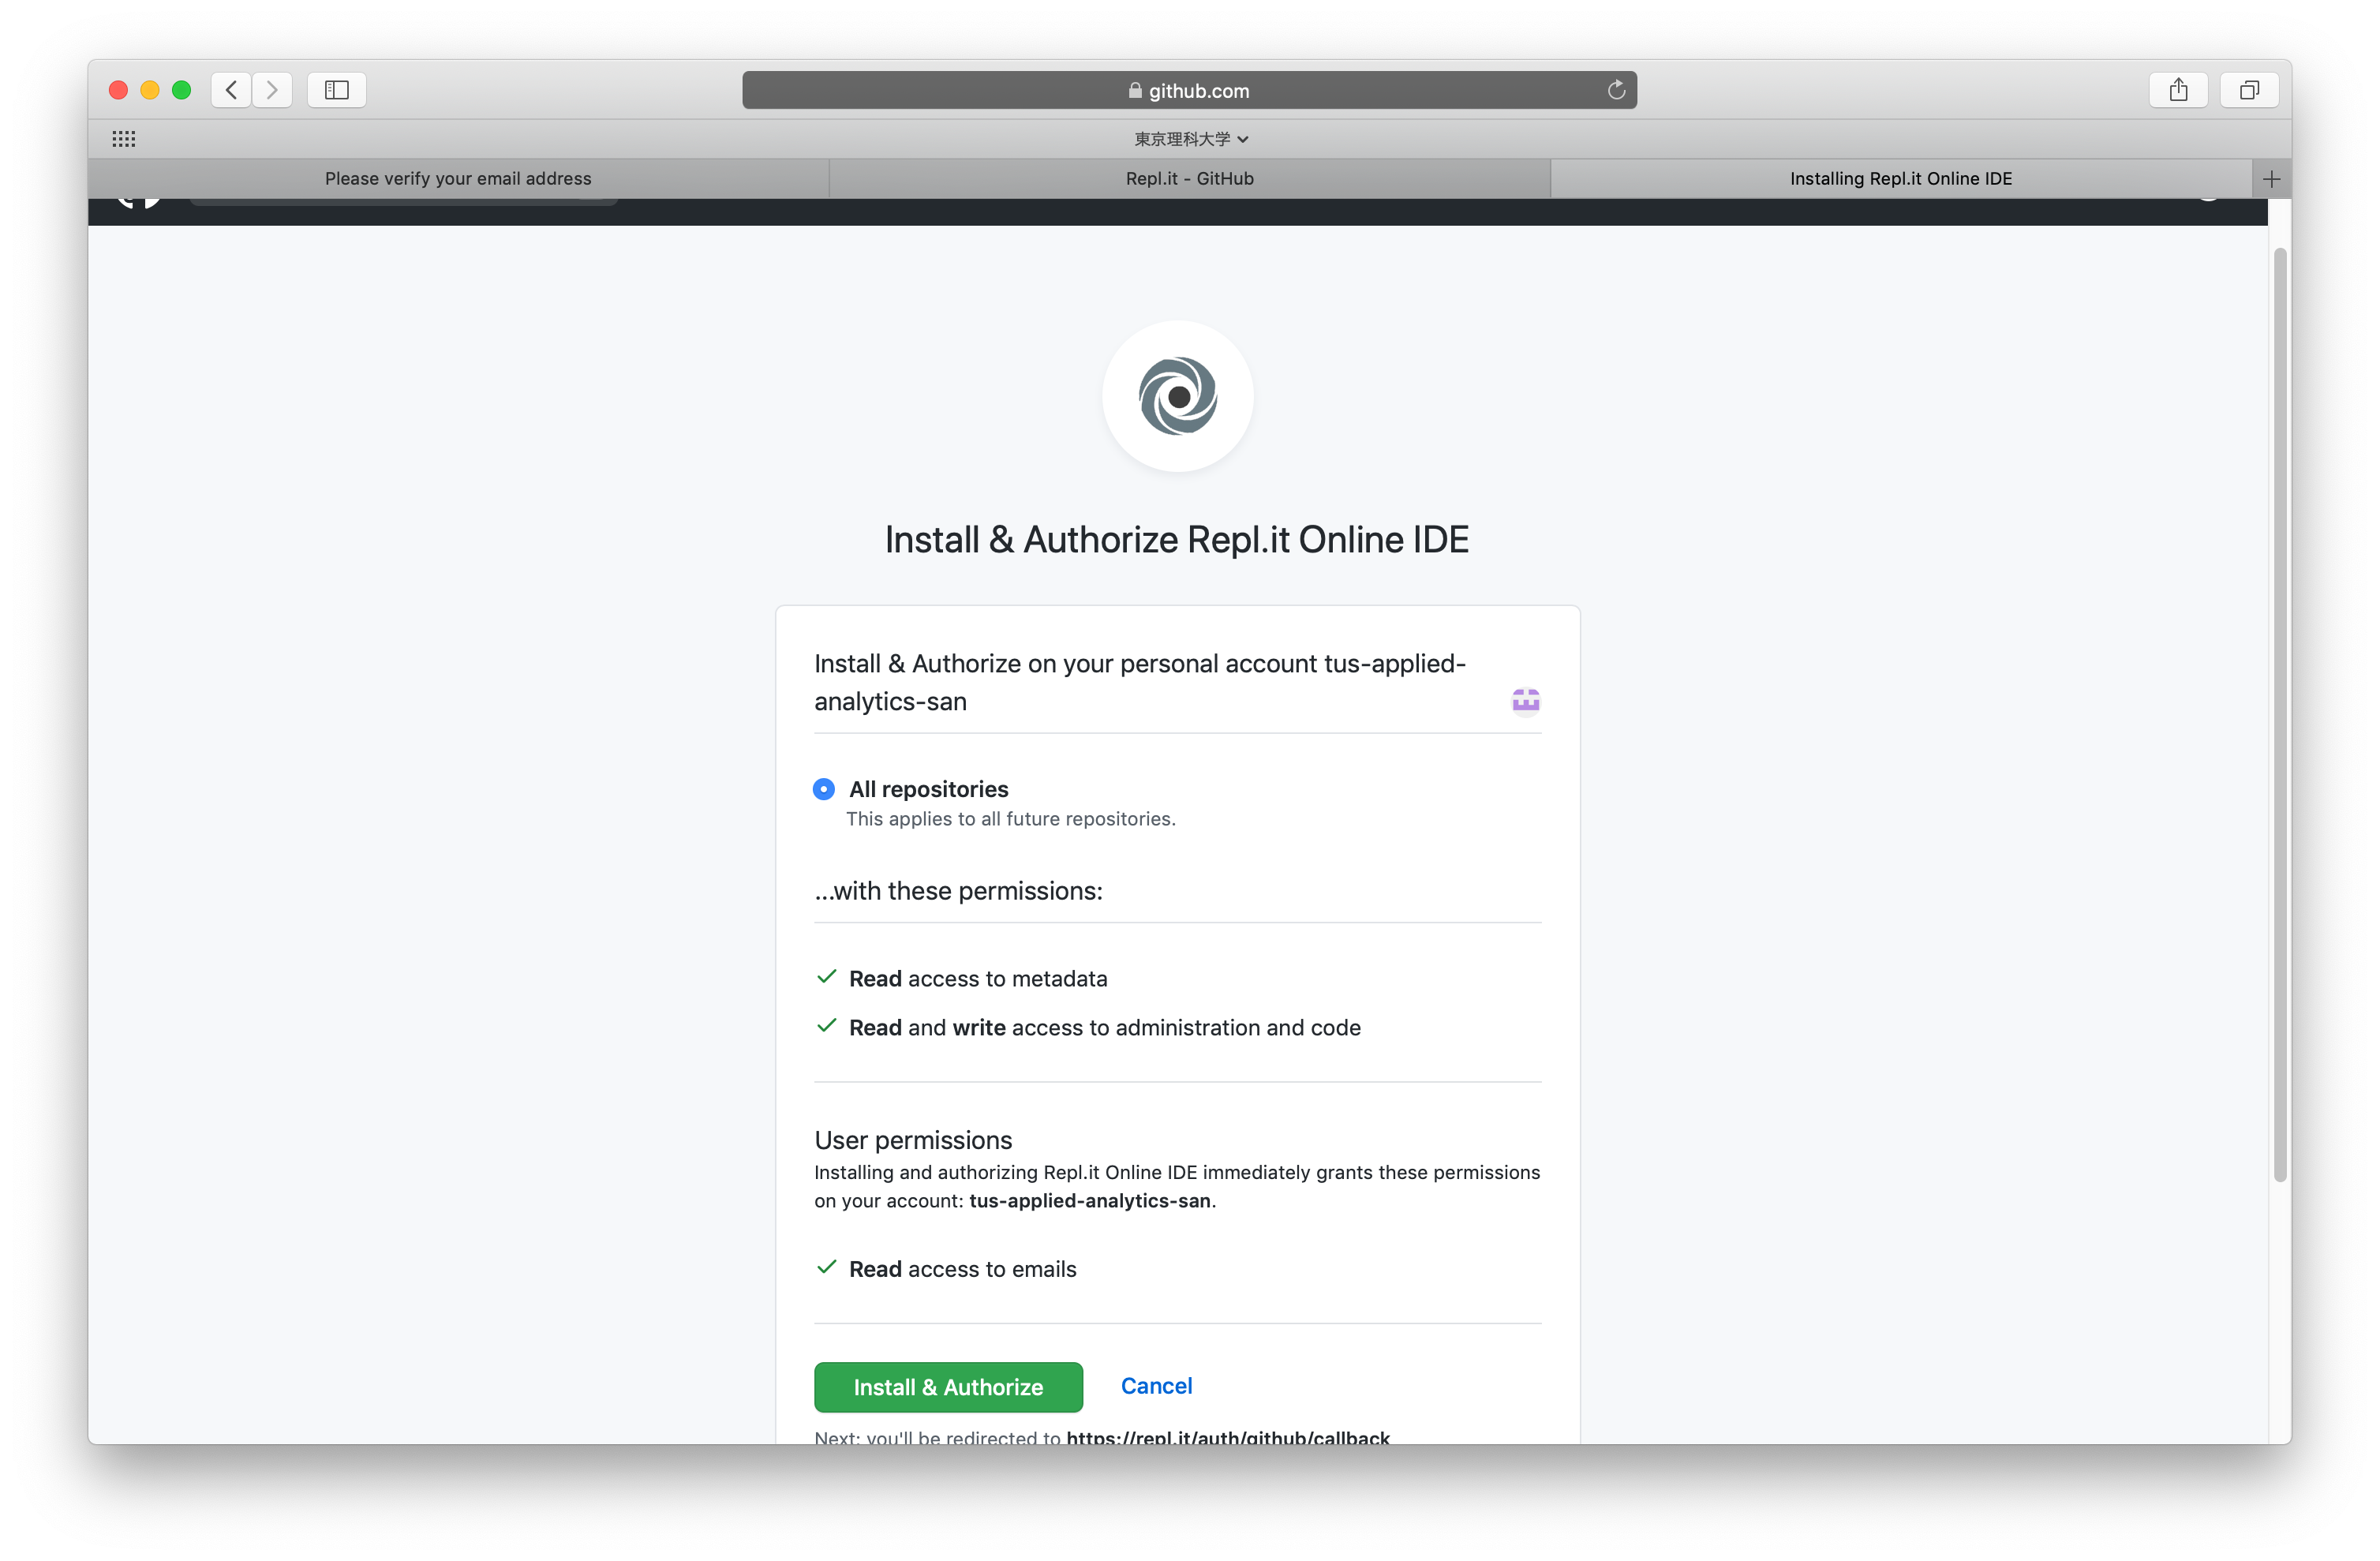 github.com
東京理科大学
Please verify your email address
Repl.it - GitHub
Installing Repl.it Online IDE
Install & Authorize Repl.it Online IDE
Install & Authorize on your personal account tus-applied-
analytics-san
All repositories
This applies to all future repositories.
...with these permissions:
Read access to metadata
Read and write access to administration and code
User permissions
Installing and authorizing Repl.it Online IDE immediately grants these permissions
on your account: tus-applied-analytics-san.
Read access to emails
Install & Authorize
Cancel
Next: you'll be redirected to https://repl.it/auth/github/callback